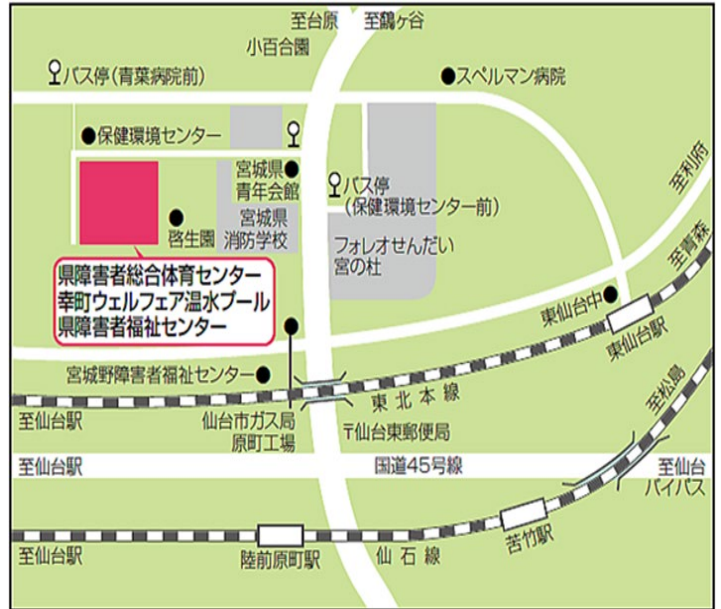 至台原
至鶴ヶ谷
小百合園
バス停(青葉病院前)
スペルマン病院
保健環境センター
宮城県
青年会館
バス停
(保健環境センター前)
至利府
啓生園
宮城県
消防学校
フォレオせんだい
宮の杜
至青森
県障害者総合体育センター
幸町ウェルフェア温水プール
県障害者福祉センター
東仙台中
東仙台駅
宮城野障害者福祉センター
東北本線
至松島
至仙台駅
仙台市ガス局
原町工場
〒仙台東郵便局
至仙台駅
国道45号線
至仙台
バイパス
苦竹駅
至仙台駅
陸前原町駅
仙石線